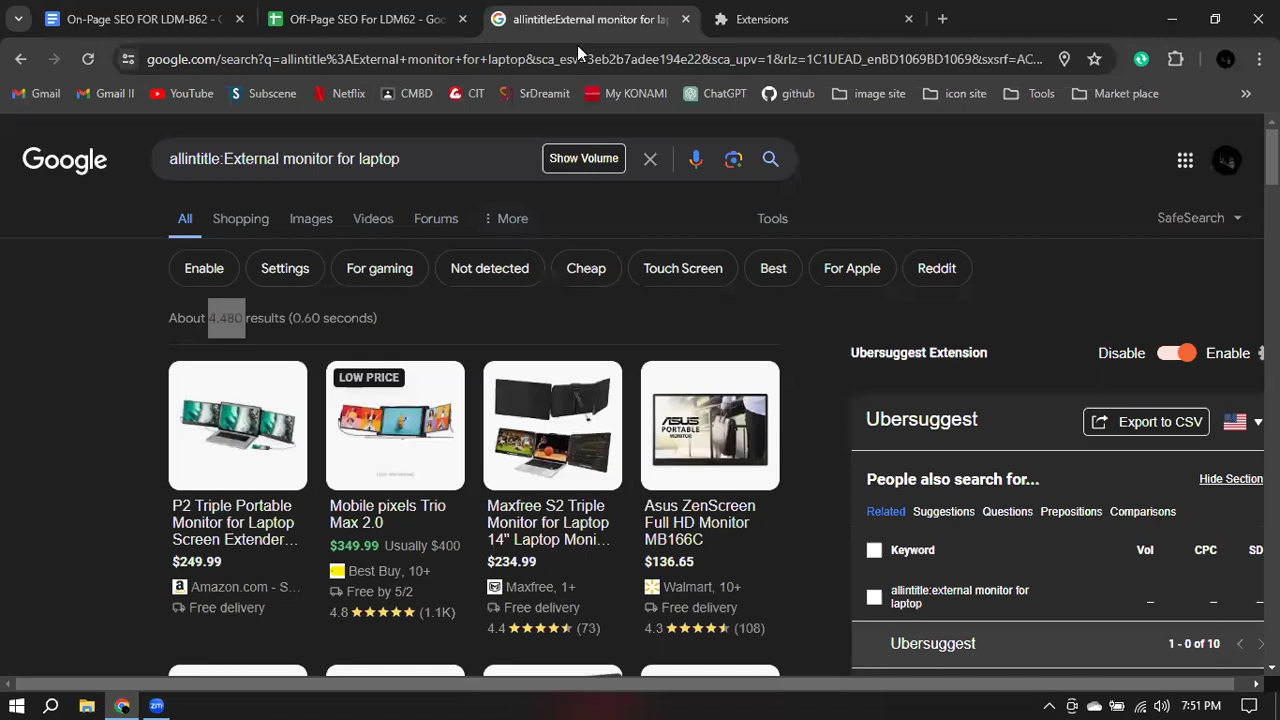 On-Page SEO FOR LDM-B62 - Go
Off-Page SEO For LDM62 - Goo
allintitle:External monitor for la
Extensions
google.com/search?q=allintitle%3AExternal+monitor+for+laptop&sca_esv=3eb2b7adee194e22&sca_upv=1&rlz=1C1UEAD_enBD1069BD1069&sxsrf=AC...
Gmail
Gmail II
YouTube
Subscene
Netflix
CMBD
CIT
SrDreamit
My KONAMI
ChatGPT
github
image site
icon site
Tools
Market place
Google
allintitle:External monitor for laptop
Show Volume
All
Shopping
Images
Videos
Forums
More
Tools
SafeSearch
Enable
Settings
For gaming
Not detected
Cheap
Touch Screen
Best
For Apple
Reddit
About 4,480 results (0.60 seconds)
LOW PRICE
ASUS
PORTABLE
MONITOR
P2 Triple Portable
Monitor for Laptop
Screen Extender...
$249.99
Amazon.com - S...
Free delivery
Mobile pixels Trio
Max 2.0
$349.99 Usually $400
Best Buy, 10+
Free by 5/2
4.8 (1.1K)
Maxfree S2 Triple
Monitor for Laptop
14" Laptop Moni...
$234.99
Maxfree, 1+
Free delivery
4.4 (73)
Asus ZenScreen
Full HD Monitor
MB166C
$136.65
Walmart, 10+
Free delivery
4.3 (108)
Ubersuggest Extension
Disable
Enable
Ubersuggest
Export to CSV
People also search for...
Hide Section
Related
Suggestions
Questions
Prepositions
Comparisons
Keyword
Vol
CPC
SD
allintitle:external monitor for
laptop
–
–
–
Ubersuggest
1 - 0 of 10
7:51 PM